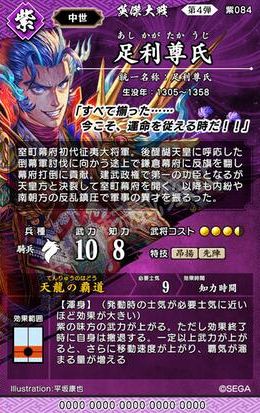 紫
中世
英傑大戦
第4弾
紫084
あしかがたかうじ
足利尊氏
統一名称：足利尊氏
生没年：1305～1358
「すべて揃った……
今こそ、運命を従える時だ！！」
室町幕府初代征夷大将軍。後醍醐天皇に呼応した
倒幕軍討伐に向かう途上で鎌倉幕府に反旗を翻し
幕府打倒に貢献。建武政権で第一の功臣となるが
天皇方と決裂して室町幕府を開く。以降も内紛や
南朝方の反乱鎮圧で軍事の異才を振るった。
兵種
騎兵
武力
10
知力
8
武将コスト
特技
昂揚
先陣
てんりゅうのはどう
天龍の覇道
必要士気
9
効果時間
知力時間
効果範囲
【渾身】（発動時の士気が必要士気に近い
ほど効果が大きい）
紫の味方の武力が上がる。ただし効果終了
時に自身は撤退する。一定以上武力が上が
ると、さらに移動速度が上がり、覇気が溜
まる量が増える
Illustration:平塚康也
©SEGA
0000 0000 0000 0000 0000